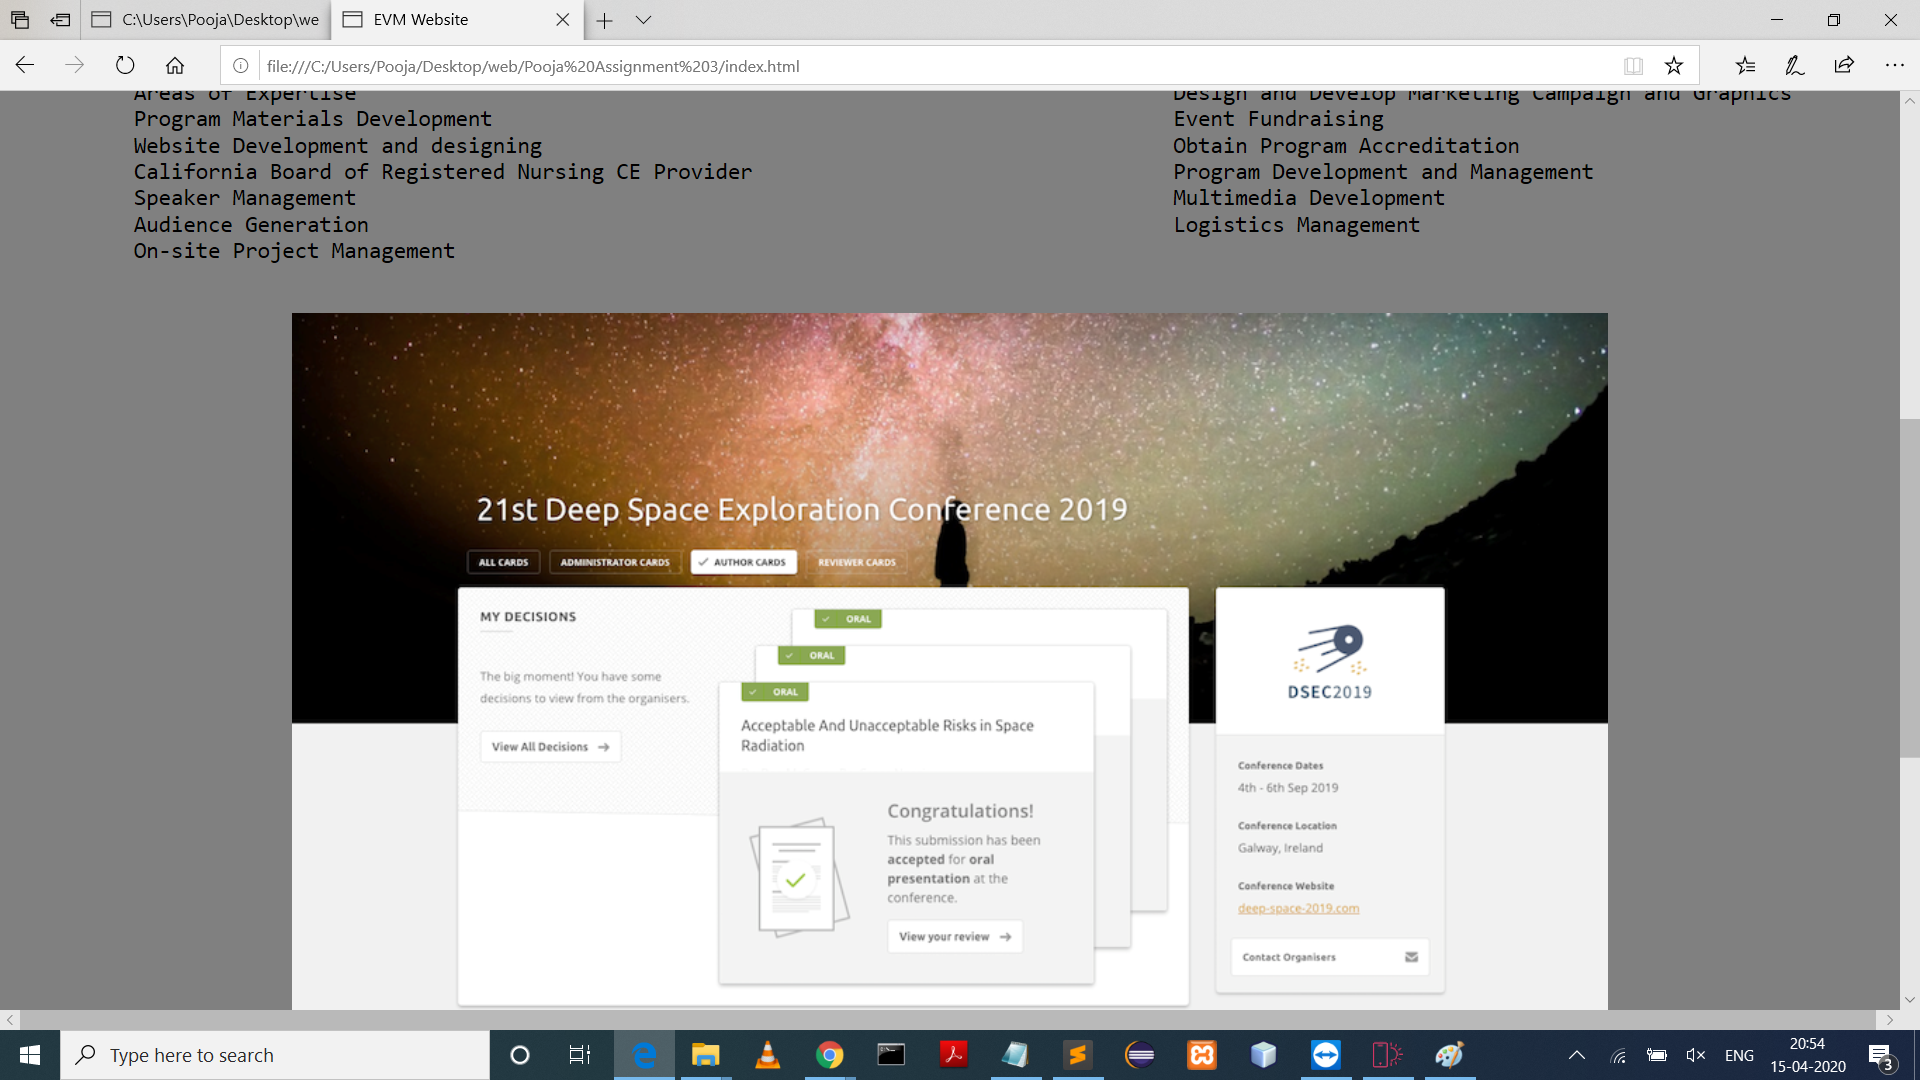 C:\Users\Pooja\Desktop\we
EVM Website
file:///C:/Users/Pooja/Desktop/web/Pooja%20Assignment%203/index.html
Areas of Expertise
Program Materials Development
Website Development and designing
California Board of Registered Nursing CE Provider
Speaker Management
Audience Generation
On-site Project Management
Design and Develop Marketing Campaign and Graphics
Event Fundraising
Obtain Program Accreditation
Program Development and Management
Multimedia Development
Logistics Management
21st Deep Space Exploration Conference 2019
ALL CARDS
ADMINISTRATOR CARDS
AUTHOR CARDS
REVIEWER CARDS
MY DECISIONS
The big moment! You have some
decisions to view from the organisers.
View All Decisions
ORAL
ORAL
ORAL
Acceptable And Unacceptable Risks in Space
Radiation
Congratulations!
This submission has been
accepted for oral
presentation at the
conference.
View your review
DSEC2019
Conference Dates
4th - 6th Sep 2019
Conference Location
Galway, Ireland
Conference Website
deep-space-2019.com
Contact Organisers
Type here to search
ENG
20:54
15-04-2020
3